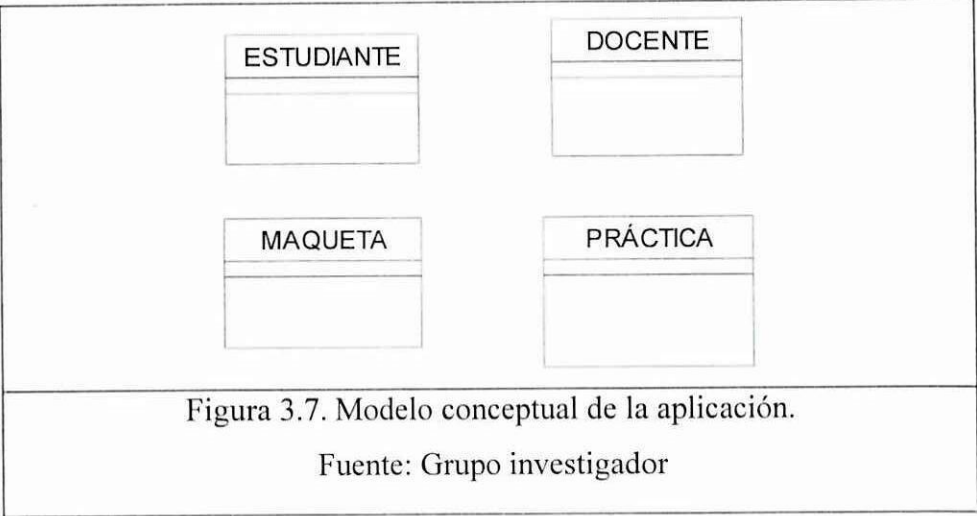 ESTUDIANTE
DOCENTE
MAQUETA
PRÁCTICA
Figura 3.7. Modelo conceptual de la aplicación.
Fuente: Grupo investigador